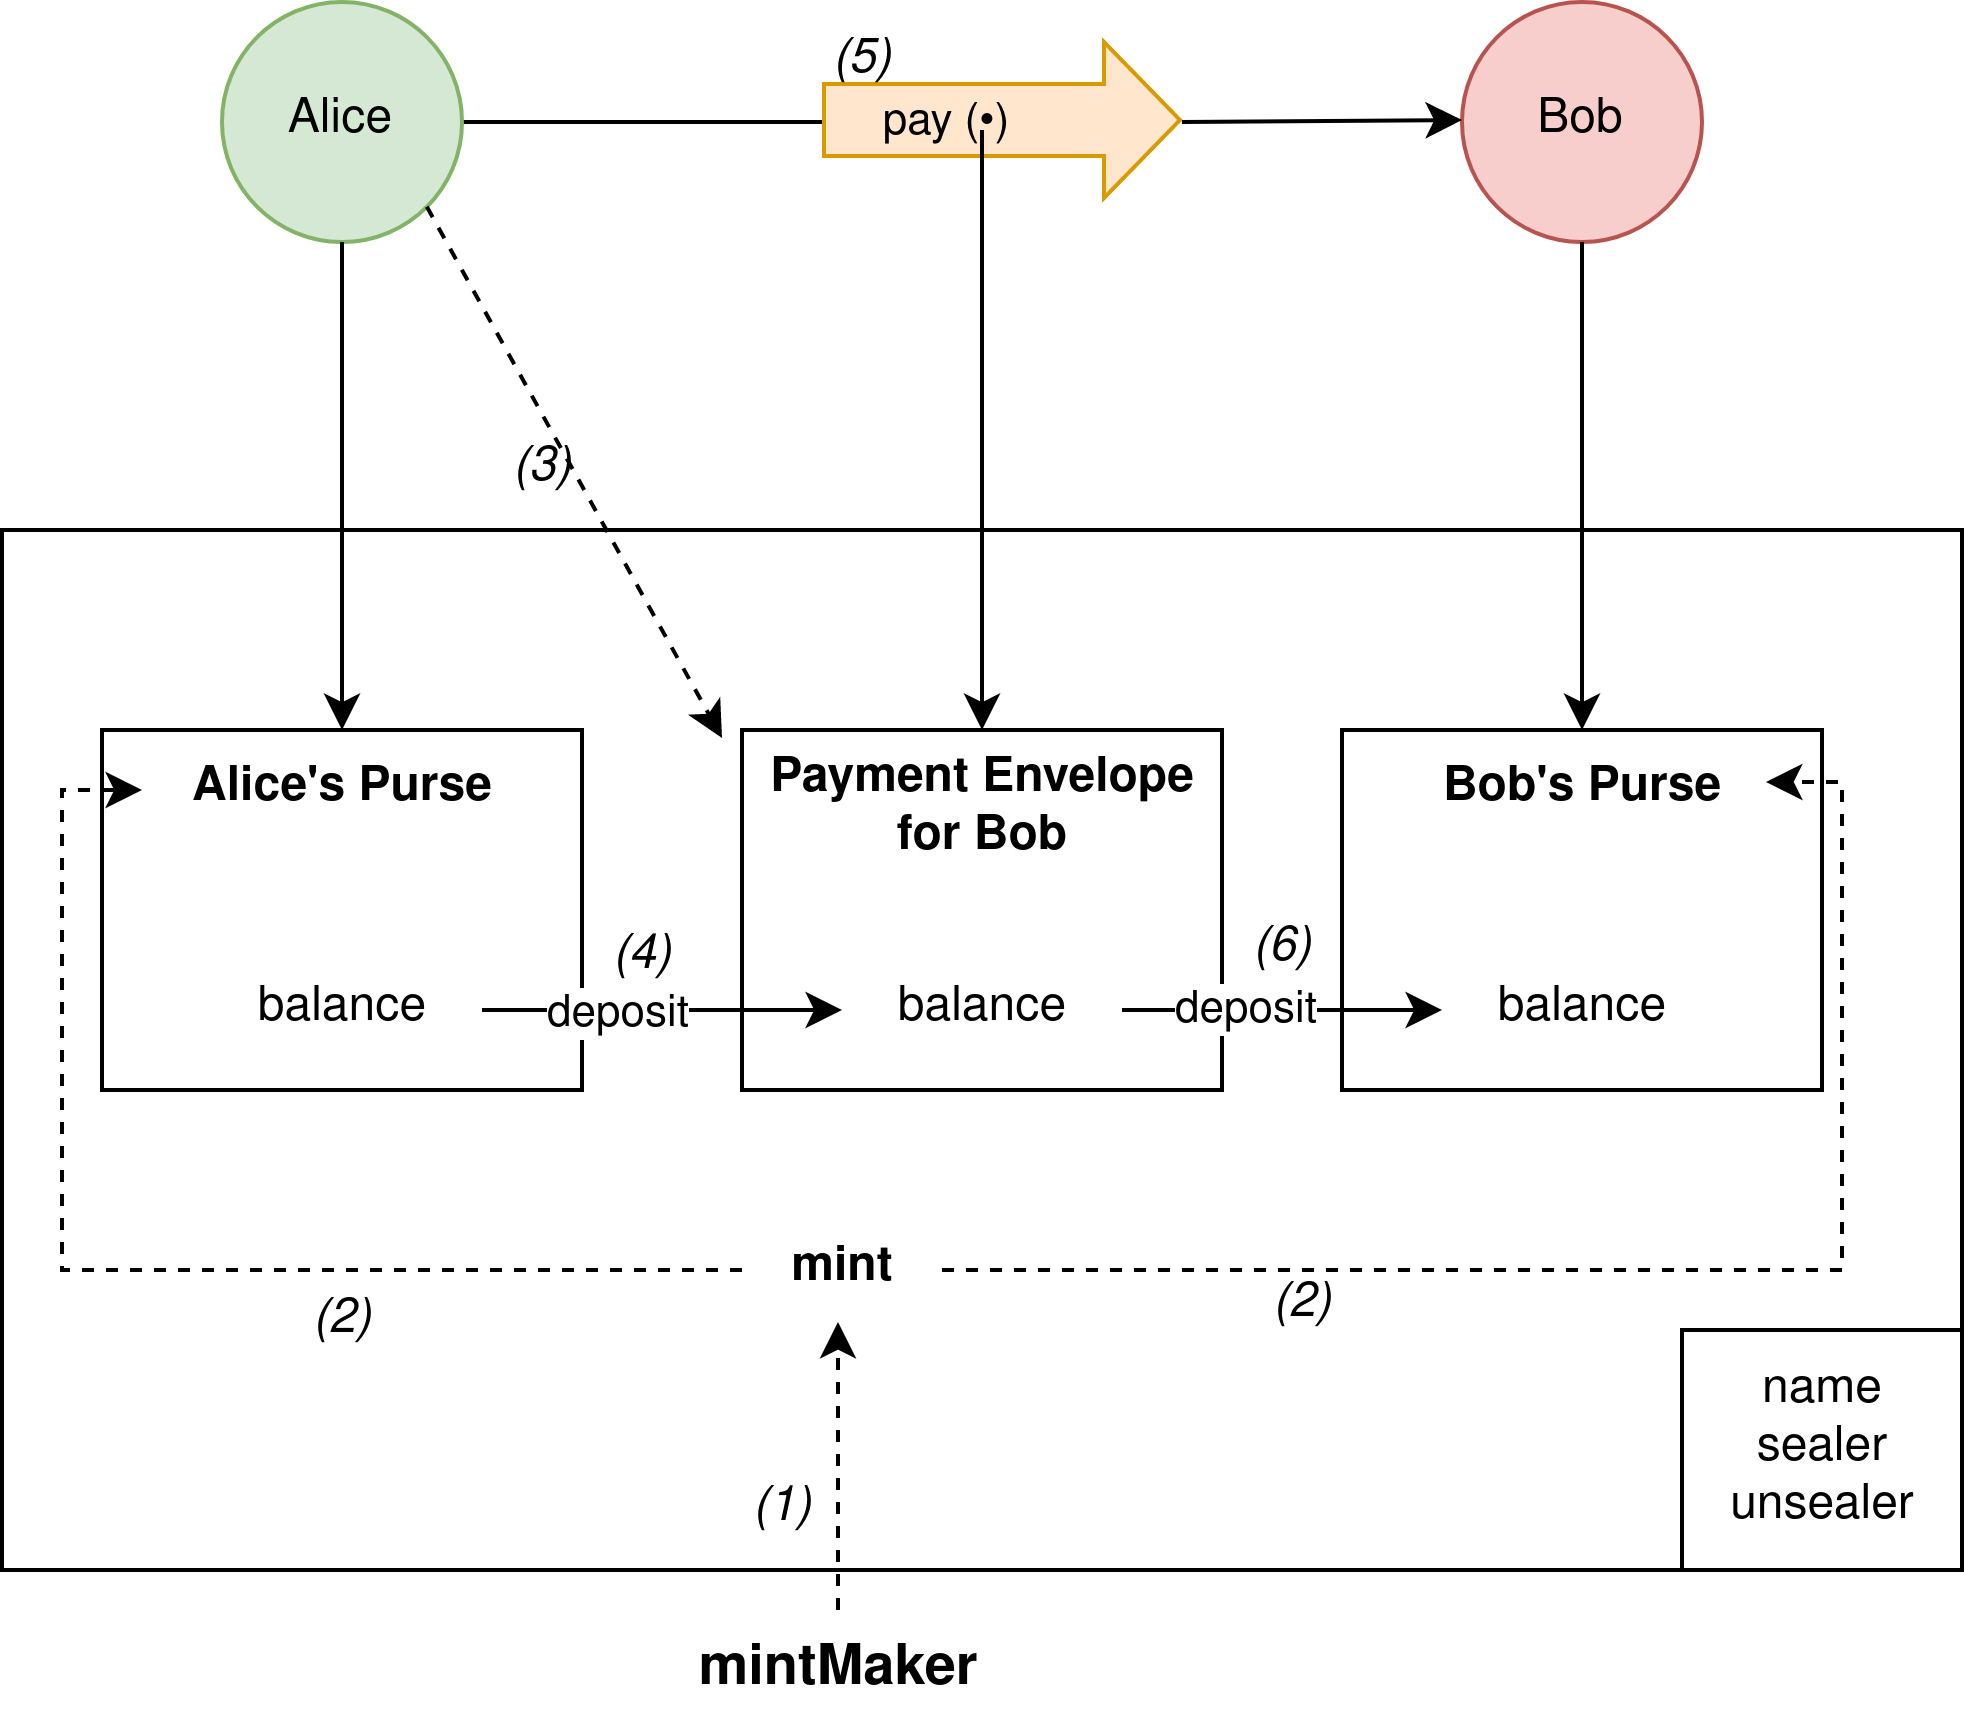 (5)
Alice
pay (•)
Bob
(3)
Alice's Purse
Payment Envelope
for Bob
Bob's Purse
(4)
(6)
balance
deposit
balance
deposit
balance
mint
(2)
(2)
name
sealer
unsealer
(1)
mintMaker